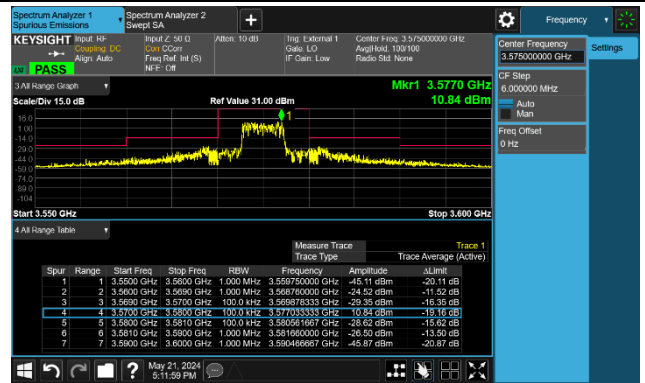 Spectrum Analyzer 1
Spurious Emissions
Spectrum Analyzer 2
Swept SA
Frequency
KEYSIGHT
Input: RF
Coupling: DC
Align: Auto
Input Z: 50 Ω
Corr CCorr
Freq Ref: Int (S)
NFE: Off
Atten: 10 dB
Trig: External 1
Gate: LO
IF Gain: Low
Center Freq: 3.575000000 GHz
Avg|Hold: 100/100
Radio Std: None
PASS
Center Frequency
3.575000000 GHz
Settings
CF Step
6.000000 MHz
Auto
Man
Freq Offset
0 Hz
3 All Range Graph
Mkr1 3.5770 GHz
Scale/Div 15.0 dB
Ref Value 31.00 dBm
10.84 dBm
1
16.0
1.00
-14.0
-29.0
-44.0
-59.0
-74.0
-89.0
-104
Start 3.550 GHz
Stop 3.600 GHz
4 All Range Table
Measure Trace Trace 1
Trace Type Trace Average (Active)
Spur Range Start Freq Stop Freq RBW Frequency Amplitude ΔLimit
1 1 3.5500 GHz 3.5600 GHz 1.000 MHz 3.559750000 GHz -45.11 dBm -20.11 dB
2 2 3.5600 GHz 3.5690 GHz 1.000 MHz 3.568760000 GHz -24.52 dBm -11.52 dB
3 3 3.5690 GHz 3.5700 GHz 100.0 kHz 3.569878333 GHz -29.35 dBm -16.35 dB
4 4 3.5700 GHz 3.5800 GHz 100.0 kHz 3.577033333 GHz 10.84 dBm -19.16 dB
5 5 3.5800 GHz 3.5810 GHz 100.0 kHz 3.580561667 GHz -28.62 dBm -15.62 dB
6 6 3.5810 GHz 3.5900 GHz 1.000 MHz 3.581660000 GHz -26.50 dBm -13.50 dB
7 7 3.5900 GHz 3.6000 GHz 1.000 MHz 3.590466667 GHz -45.87 dBm -20.87 dB
May 21, 2024
5:11:59 PM